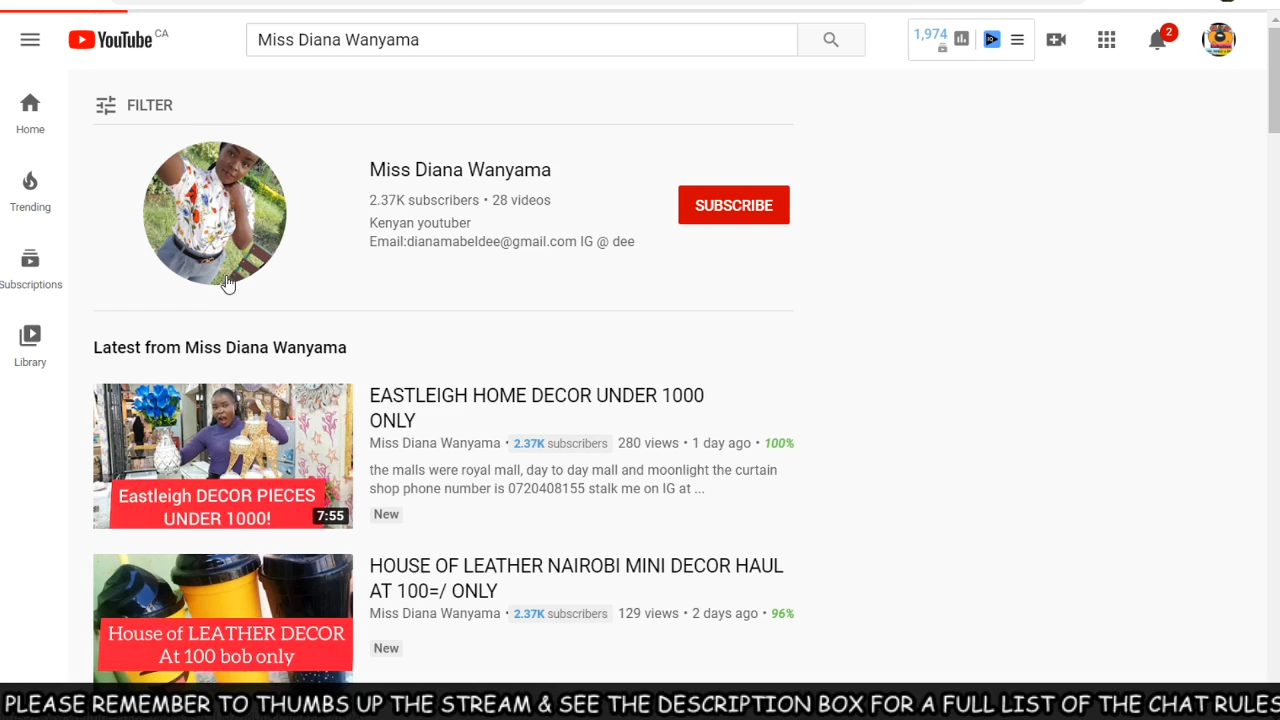 YouTube CA
Miss Diana Wanyama
1,974
2
FILTER
Home
Trending
Subscriptions
Library
Miss Diana Wanyama
2.37K subscribers • 28 videos
Kenyan youtuber
Email:dianamabeldee@gmail.com IG @ dee
SUBSCRIBE
Latest from Miss Diana Wanyama
Eastleigh DECOR PIECES
UNDER 1000!
7:55
EASTLEIGH HOME DECOR UNDER 1000
ONLY
Miss Diana Wanyama • 2.37K subscribers 280 views • 1 day ago • 100%
the malls were royal mall, day to day mall and moonlight the curtain
shop phone number is 0720408155 stalk me on IG at ...
New
House of LEATHER DECOR
At 100 bob only
HOUSE OF LEATHER NAIROBI MINI DECOR HAUL
AT 100=/ ONLY
Miss Diana Wanyama • 2.37K subscribers 129 views • 2 days ago • 96%
New
PLEASE REMEMBER TO THUMBS UP THE STREAM & SEE THE DESCRIPTION BOX FOR A FULL LIST OF THE CHAT RULES